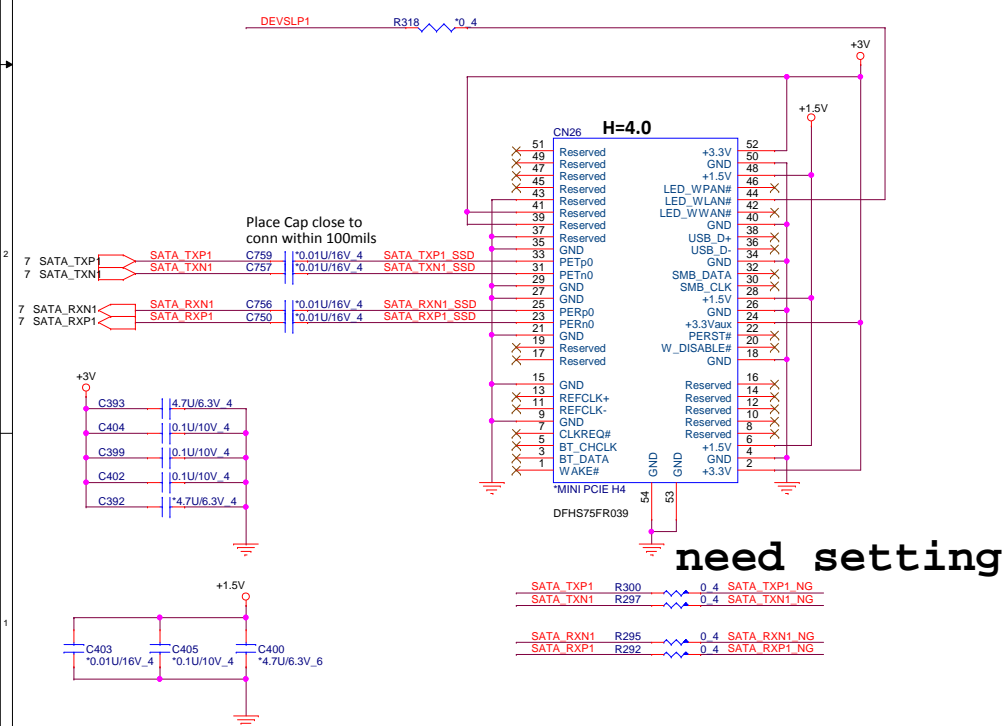 DEVSLP1 R318 *0_4
+3V
+1.5V
CN26 H=4.0
51 Reserved +3.3V 52
49 Reserved GND 50
47 Reserved +1.5V 48
45 Reserved LED_WPAN# 46
43 Reserved LED_WLAN# 44
41 Reserved LED_WWAN# 42
39 Reserved GND 40
37 Reserved USB_D+ 38
35 GND USB_D- 36
33 PETp0 GND 34
31 PETn0 SMB_DATA 32
29 GND SMB_CLK 30
27 GND +1.5V 28
25 PERp0 GND 26
23 PERn0 +3.3Vaux 24
21 GND PERST# 22
19 Reserved W_DISABLE# 20
17 Reserved GND 18
15 GND Reserved 16
13 REFCLK+ Reserved 14
11 REFCLK- Reserved 12
9 GND Reserved 10
7 CLKREQ# Reserved 8
5 BT_CHCLK +1.5V 6
3 BT_DATA GND 4
1 WAKE# +3.3V 2
GND GND
54 53
*MINI PCIE H4
DFHS75FR039
Place Cap close to
conn within 100mils
2
7 SATA_TXP1 SATA_TXP1 C759 *0.01U/16V_4 SATA_TXP1_SSD
7 SATA_TXN1 SATA_TXN1 C757 *0.01U/16V_4 SATA_TXN1_SSD
7 SATA_RXN1 SATA_RXN1 C756 *0.01U/16V_4 SATA_RXN1_SSD
7 SATA_RXP1 SATA_RXP1 C750 *0.01U/16V_4 SATA_RXP1_SSD
+3V
C393 4.7U/6.3V_4
C404 0.1U/10V_4
C399 0.1U/10V_4
C402 0.1U/10V_4
C392 *4.7U/6.3V_4
need setting
SATA_TXP1 R300 0_4 SATA_TXP1_NG
SATA_TXN1 R297 0_4 SATA_TXN1_NG
SATA_RXN1 R295 0_4 SATA_RXN1_NG
SATA_RXP1 R292 0_4 SATA_RXP1_NG
1
+1.5V
C403 C405 C400
*0.01U/16V_4 *0.1U/10V_4 *4.7U/6.3V_6